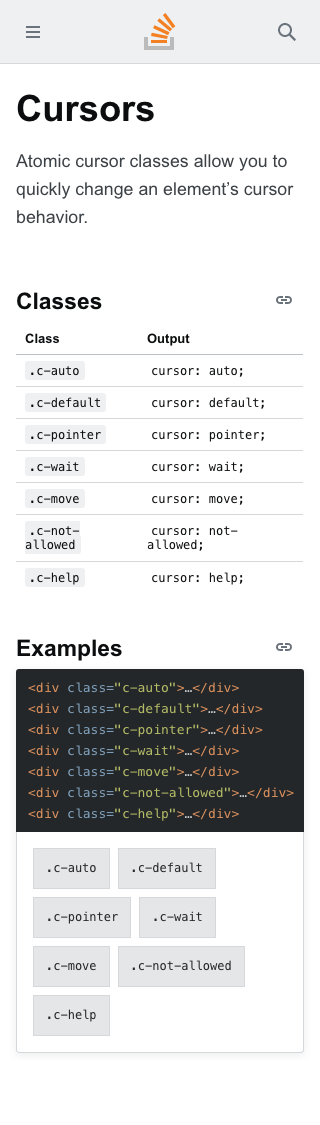 Cursors
Atomic cursor classes allow you to
quickly change an element’s cursor
behavior.
Classes
Class Output
.c-auto cursor: auto;
.c-default cursor: default;
.c-pointer cursor: pointer;
.c-wait cursor: wait;
.c-move cursor: move;
.c-not- cursor: not-
allowed allowed;
.c-help cursor: help;
Examples
<div class="c-auto">…</div>
<div class="c-default">…</div>
<div class="c-pointer">…</div>
<div class="c-wait">…</div>
<div class="c-move">…</div>
<div class="c-not-allowed">…</div>
<div class="c-help">…</div>
.c-auto .c-default
.c-pointer .c-wait
.c-move .c-not-allowed
.c-help